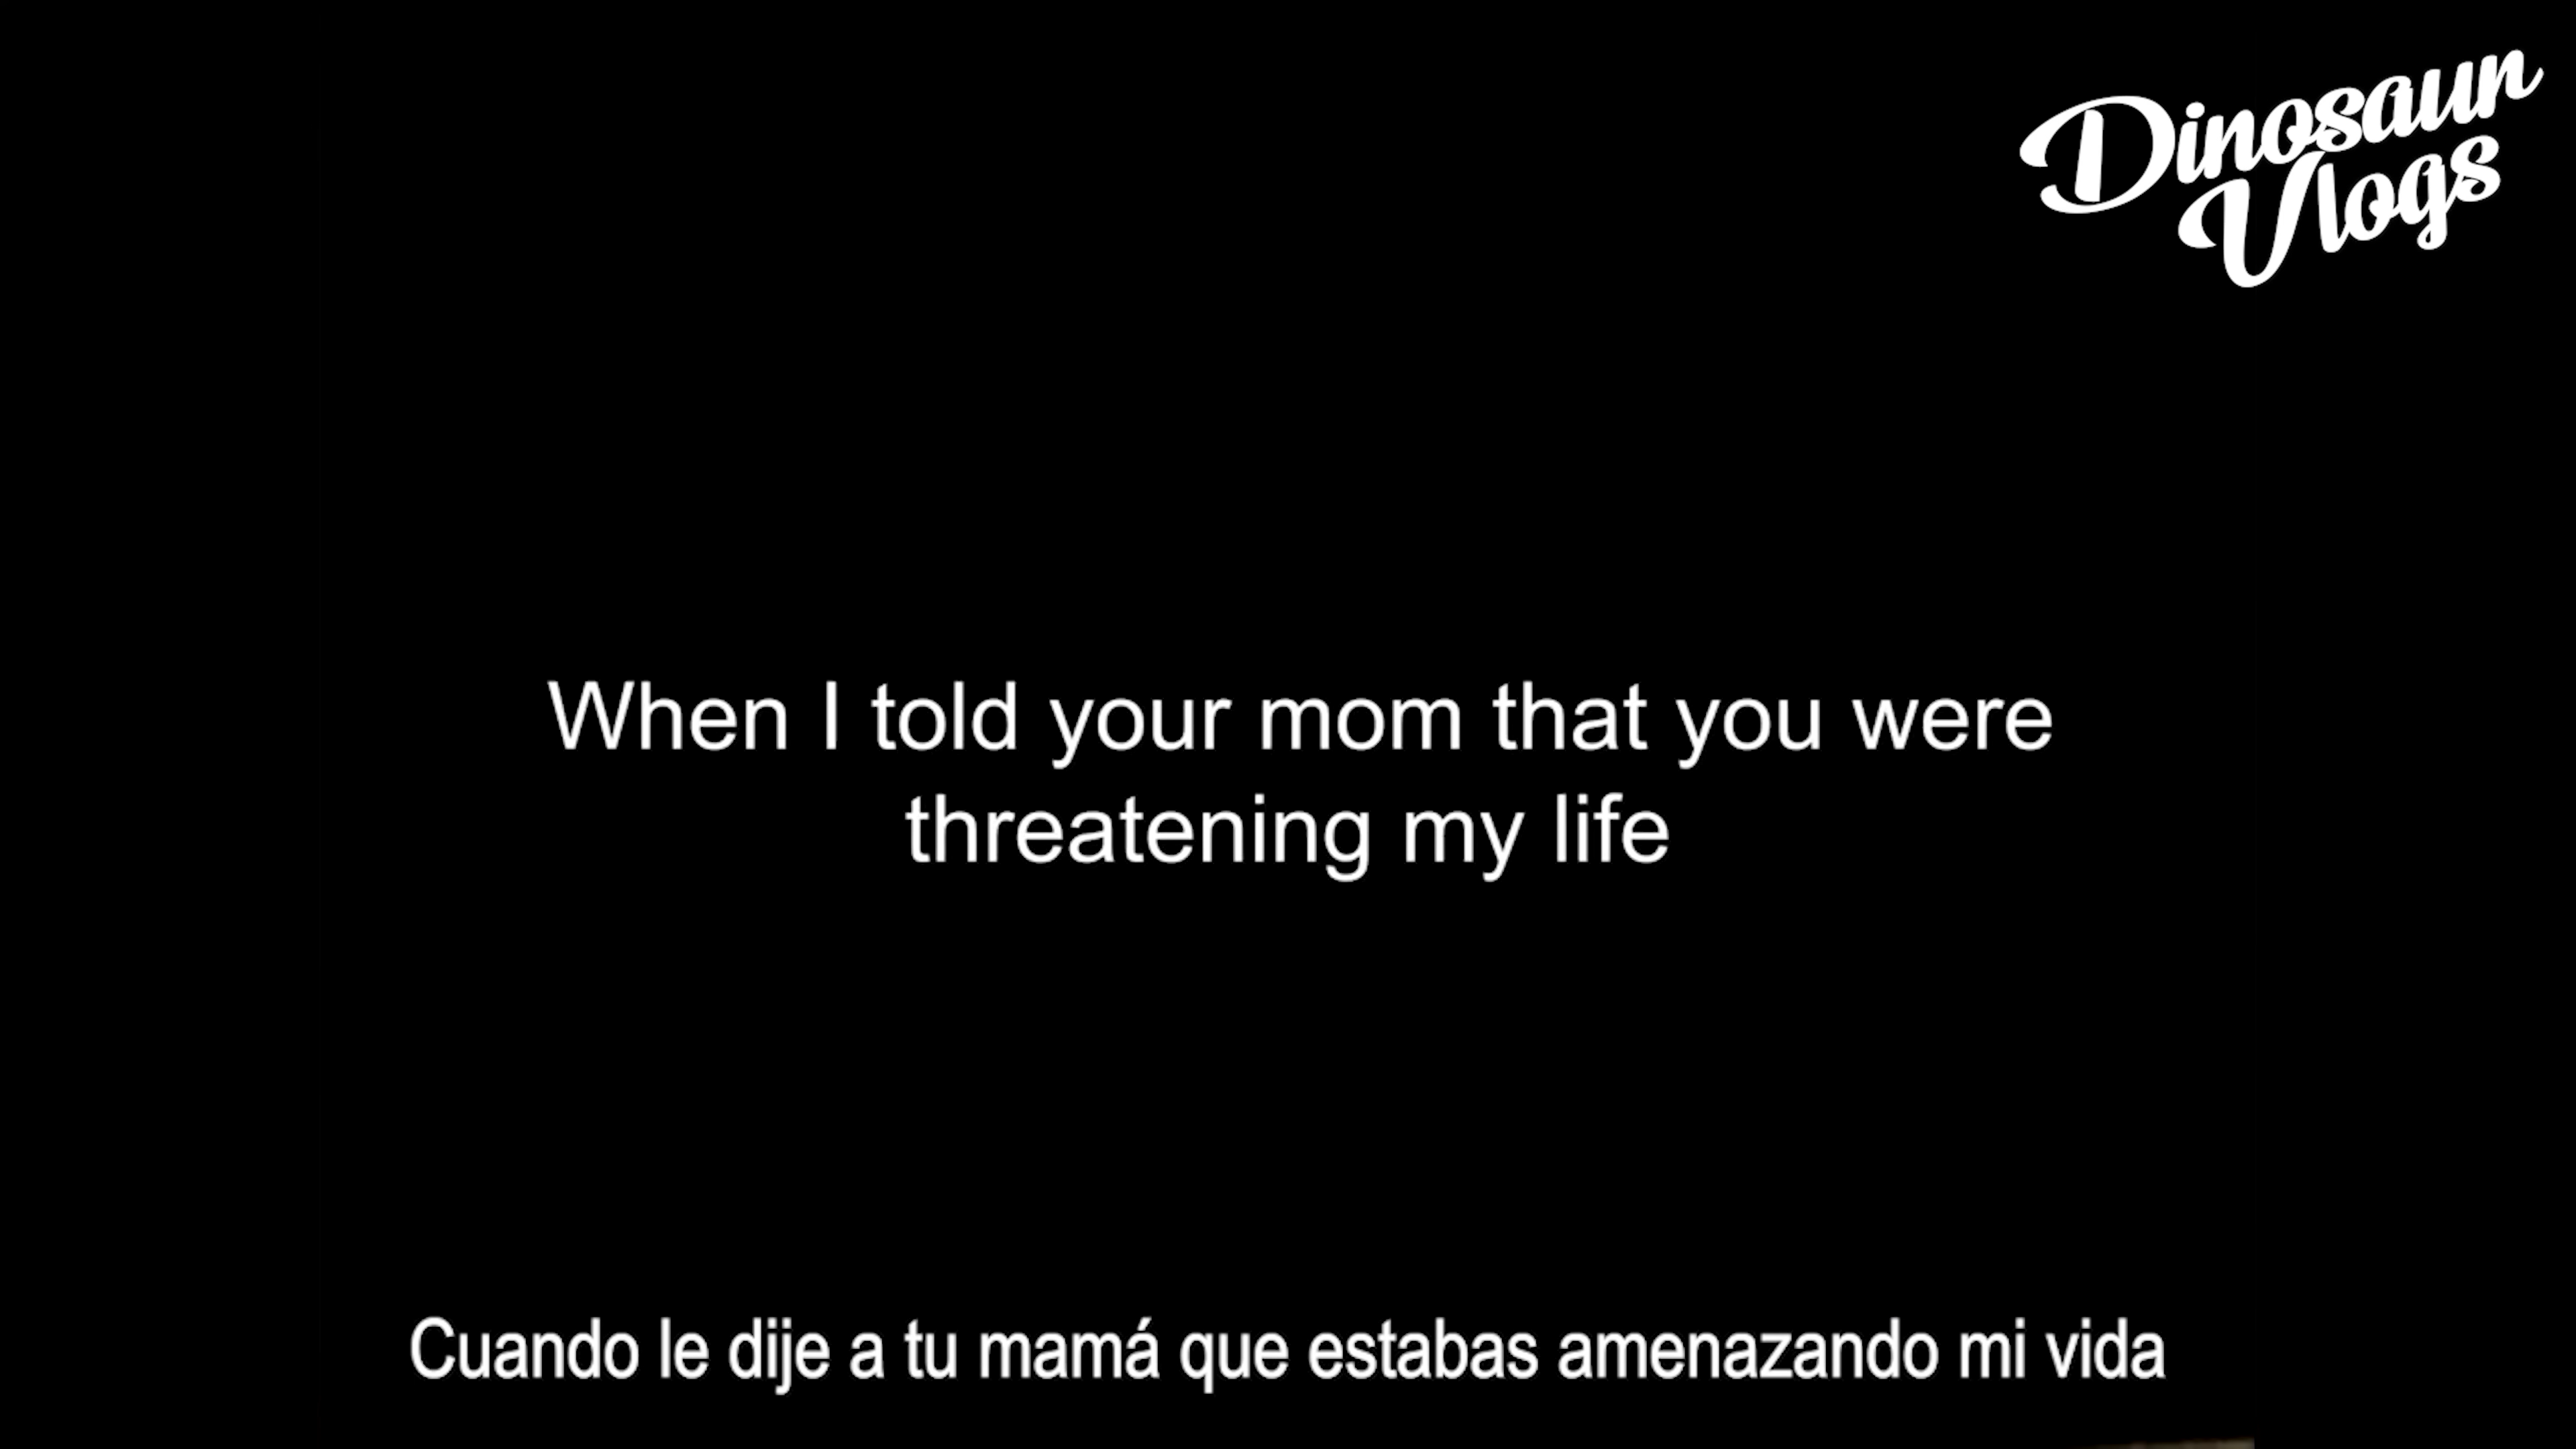 Dinosaur
Vlogs
When I told your mom that you were
threatening my life
Cuando le dije a tu mamá que estabas amenazando mi vida